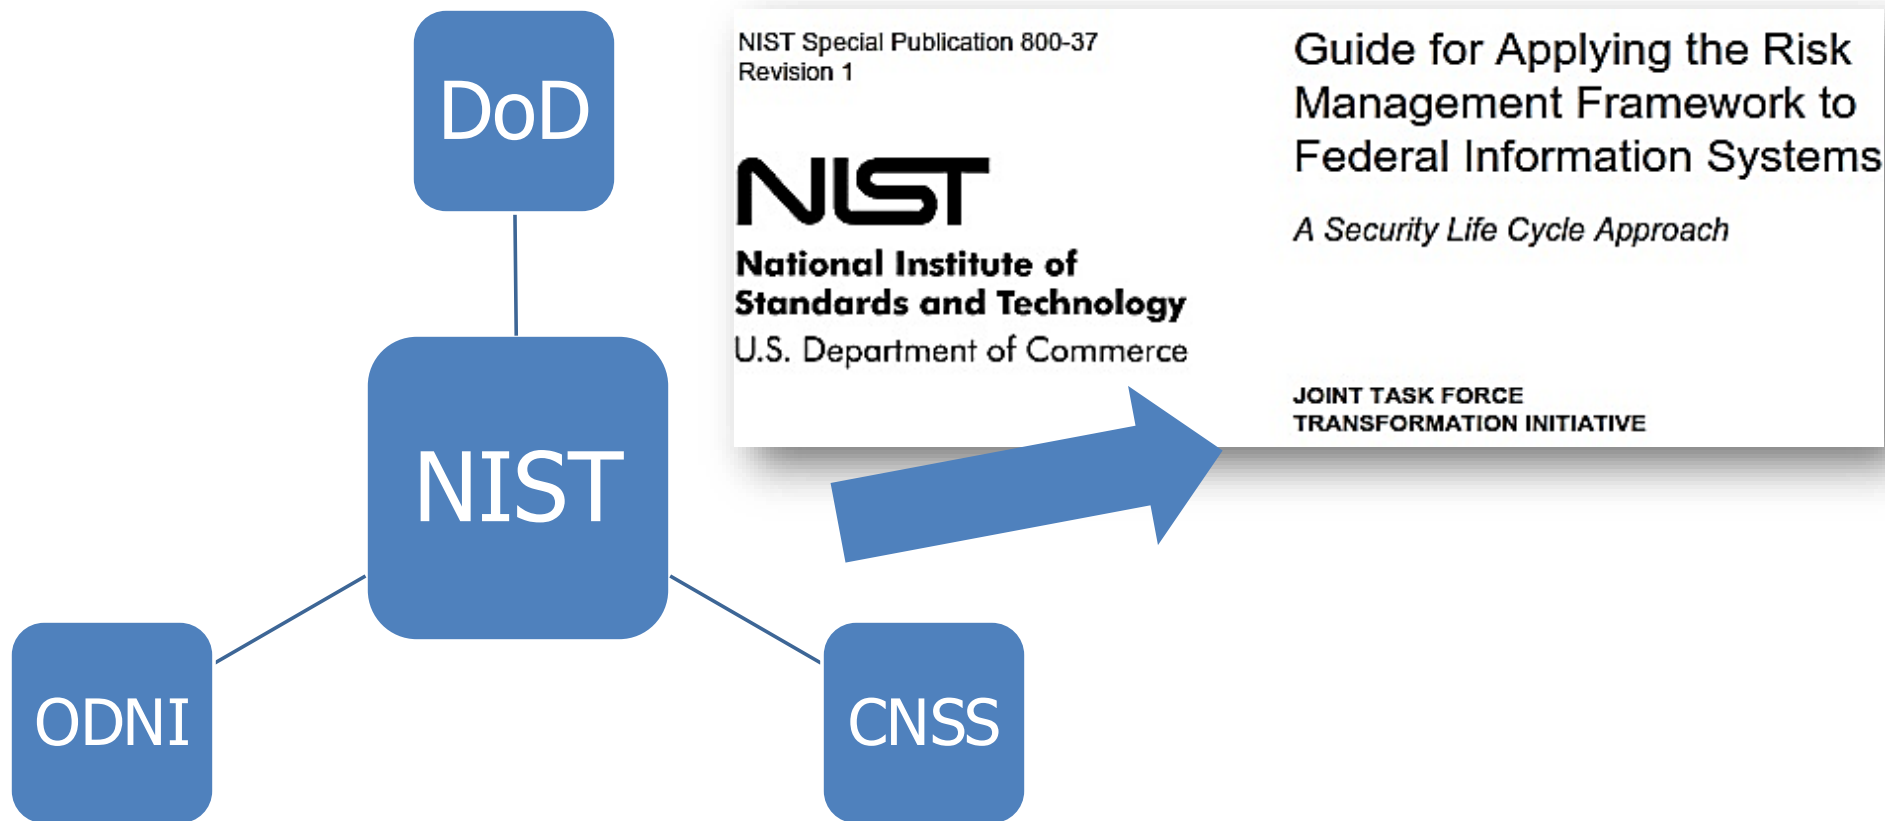 DoD
NIST
ODNI
CNSS
NIST Special Publication 800-37
Revision 1
NIST
National Institute of
Standards and Technology
U.S. Department of Commerce
Guide for Applying the Risk
Management Framework to
Federal Information Systems
A Security Life Cycle Approach
JOINT TASK FORCE
TRANSFORMATION INITIATIVE